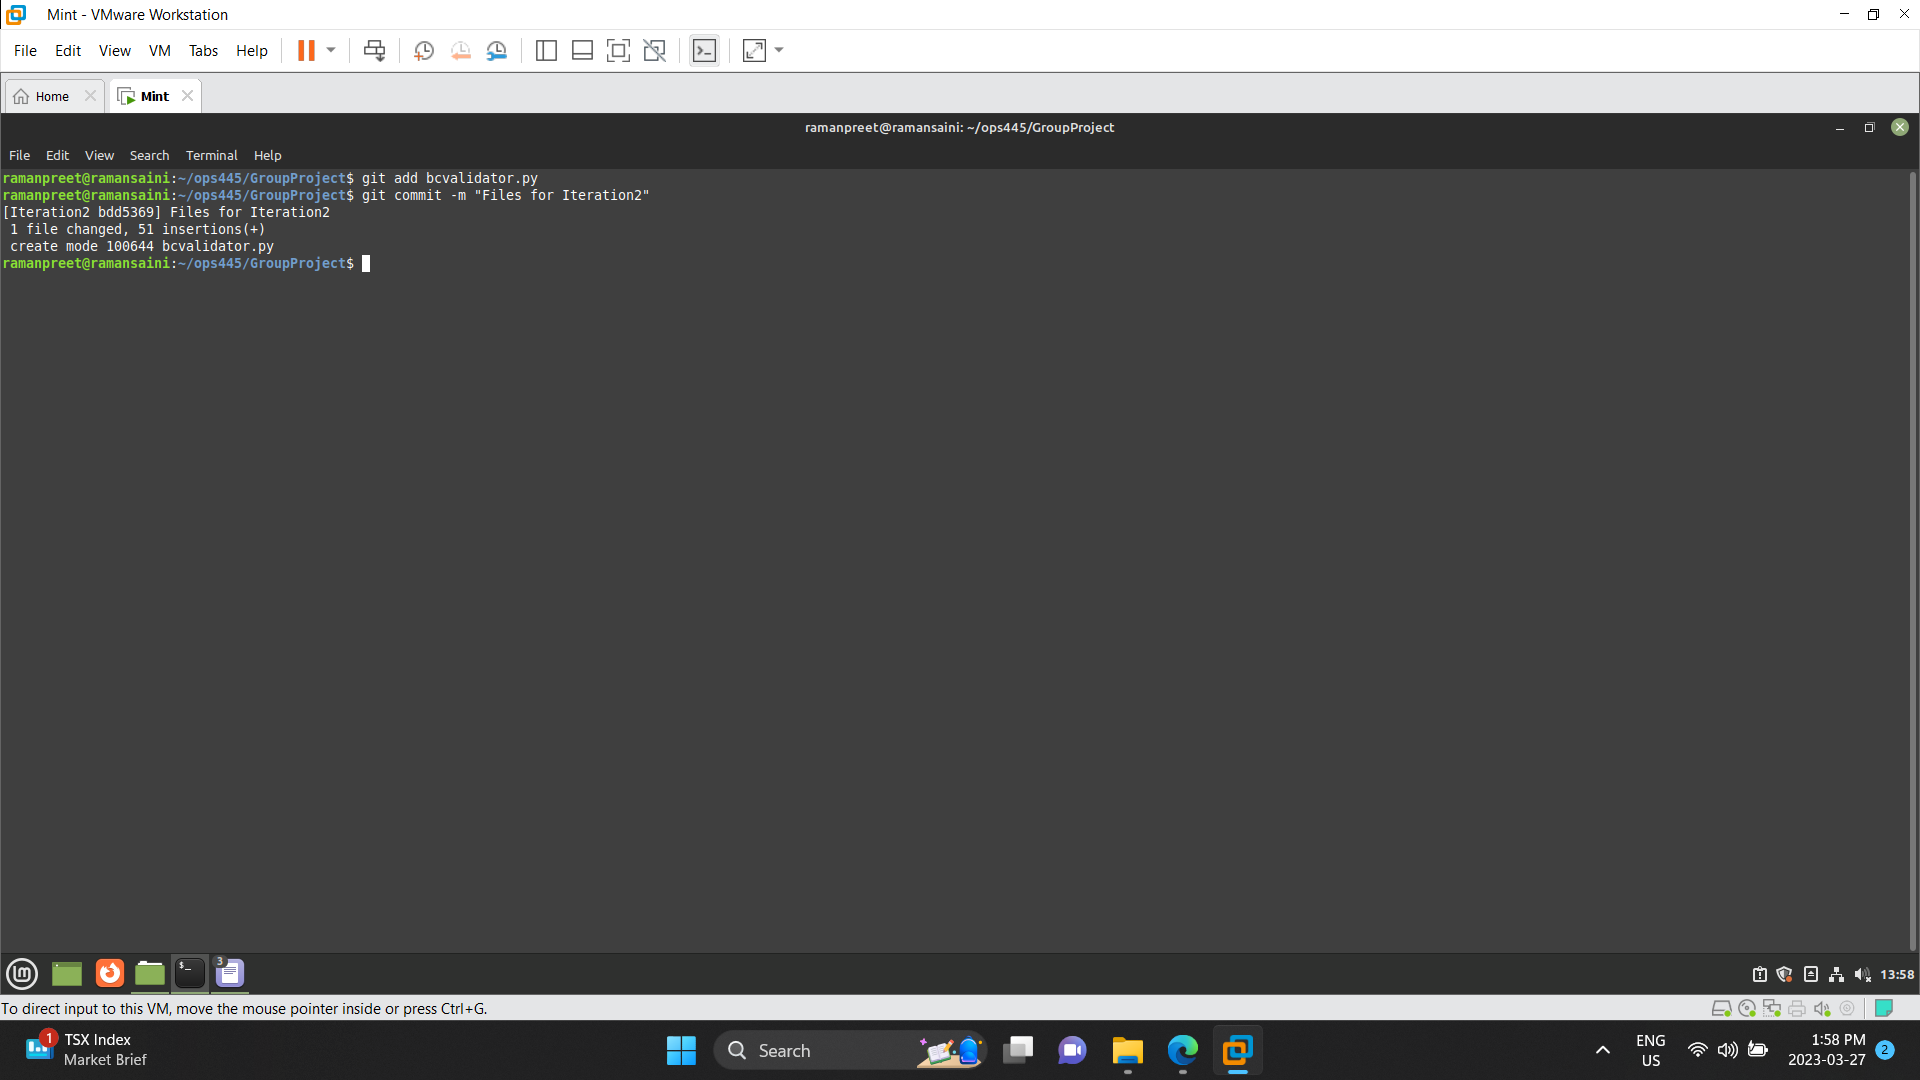 Mint - VMware Workstation
File Edit View VM Tabs Help
Home Mint
ramanpreet@ramansaini: ~/ops445/GroupProject
File Edit View Search Terminal Help
ramanpreet@ramansaini:~/ops445/GroupProject$ git add bcvalidator.py
ramanpreet@ramansaini:~/ops445/GroupProject$ git commit -m "Files for Iteration2"
[Iteration2 bdd5369] Files for Iteration2
 1 file changed, 51 insertions(+)
 create mode 100644 bcvalidator.py
ramanpreet@ramansaini:~/ops445/GroupProject$
3
13:58
To direct input to this VM, move the mouse pointer inside or press Ctrl+G.
1
TSX Index
Market Brief
Search
ENG
US
1:58 PM
2023-03-27
2